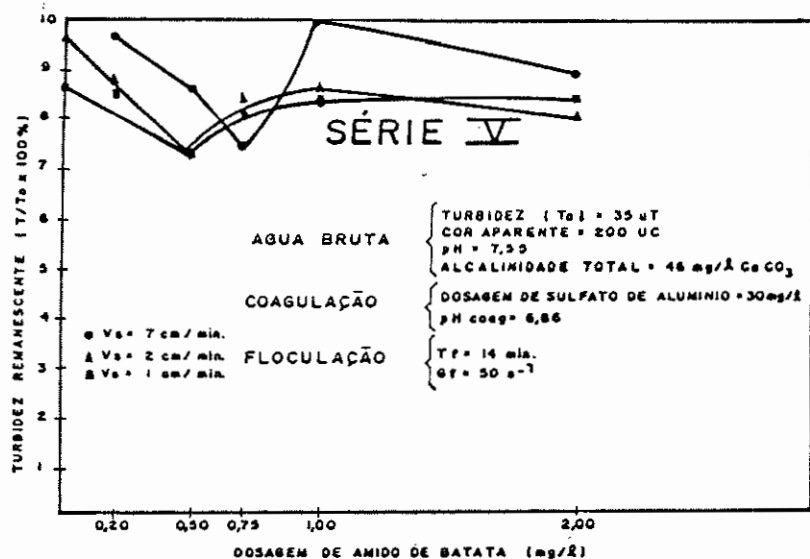 10
9
8
7
6
5
4
3
2
1
TURBIDEZ REMANESCENTE (T/To x 100%)
SÉRIE V
ÁGUA BRUTA
TURBIDEZ (To) = 35 uT
COR APARENTE = 200 UC
pH = 7,55
ALCALINIDADE TOTAL = 46 mg/l CaCO3
COAGULAÇÃO
DOSAGEM DE SULFATO DE ALUMINIO = 30mg/l
pH coag = 6,86
FLOCULAÇÃO
Tf = 14 min.
Gf = 50 s-1
Vs = 7 cm/min.
Vs = 2 cm/min.
Vs = 1 cm/min.
0,20 0,50 0,75 1,00 2,00
DOSAGEM DE AMIDO DE BATATA (mg/l)